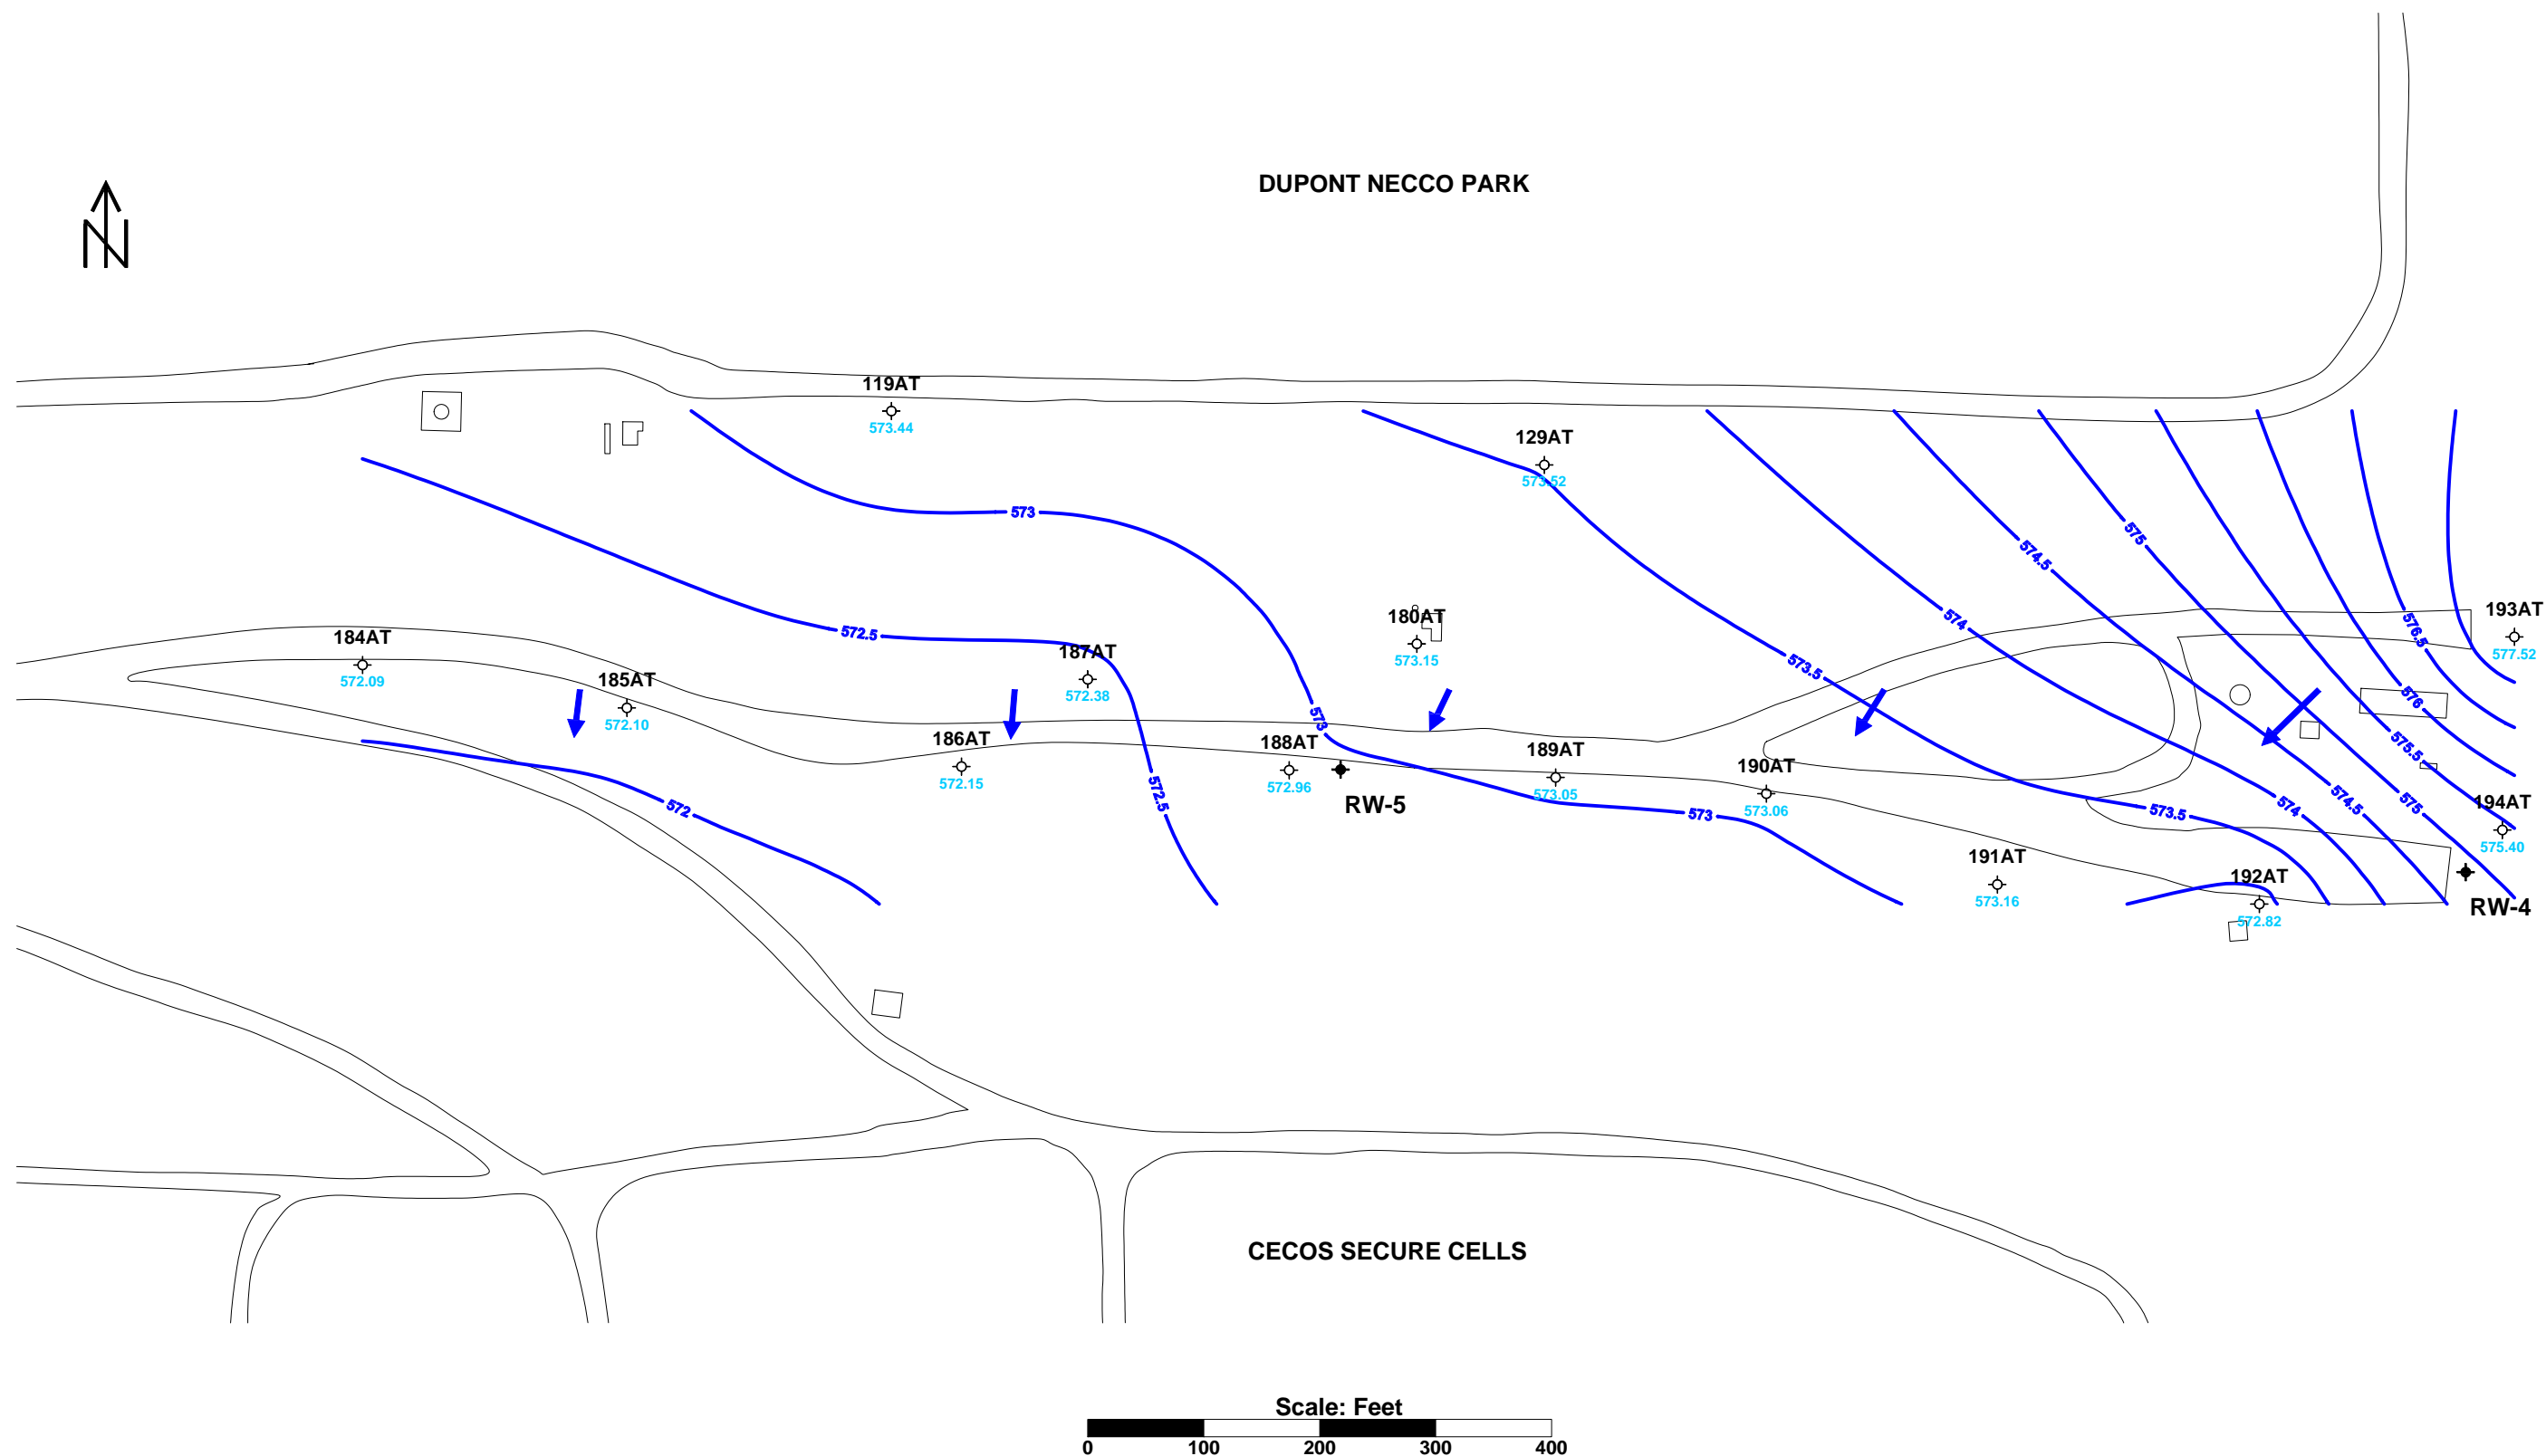 DUPONT NECCO PARK
N
119AT
573.44
129AT
573.52
573
575
574.5
193AT
577.52
180AT
573.15
574
576.5
572.5
184AT
572.09
187AT
572.38
573.5
185AT
572.10
576
573
186AT
572.15
188AT
572.96
189AT
573.05
575.5
190AT
573.06
RW-5
572.5
572
573
573.5
574
574.5
575
194AT
575.40
191AT
573.16
192AT
572.82
RW-4
CECOS SECURE CELLS
Scale: Feet
0 100 200 300 400